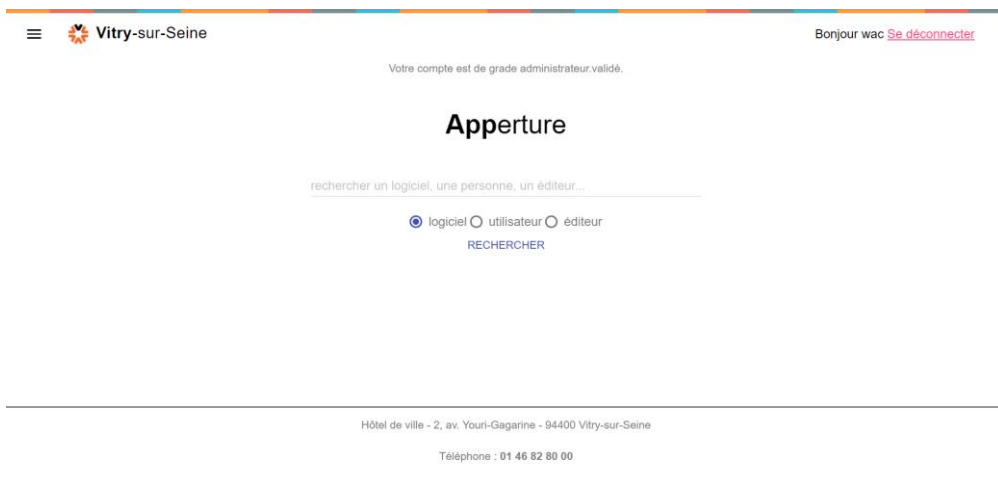 Vitry-sur-Seine
Bonjour wac Se déconnecter
Votre compte est de grade administrateur.validé.
Apperture
rechercher un logiciel, une personne, un éditeur...
logiciel utilisateur éditeur
RECHERCHER
Hôtel de ville - 2, av. Youri-Gagarine - 94400 Vitry-sur-Seine
Téléphone : 01 46 82 80 00